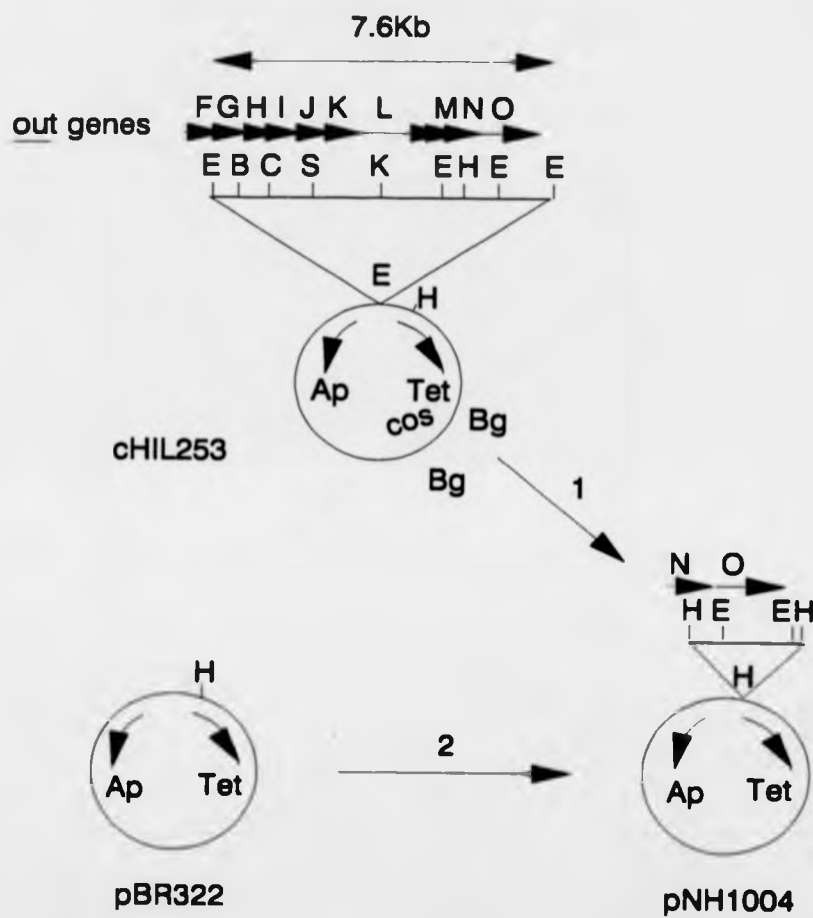 7.6Kb
F G H I J K L M N O
out genes
E B C S K E H E E
E
H
Ap Tet
cos
Bg
cHIL253
Bg
1
N O
H E E H
H
H
2
Ap Tet
Ap Tet
pBR322
pNH1004